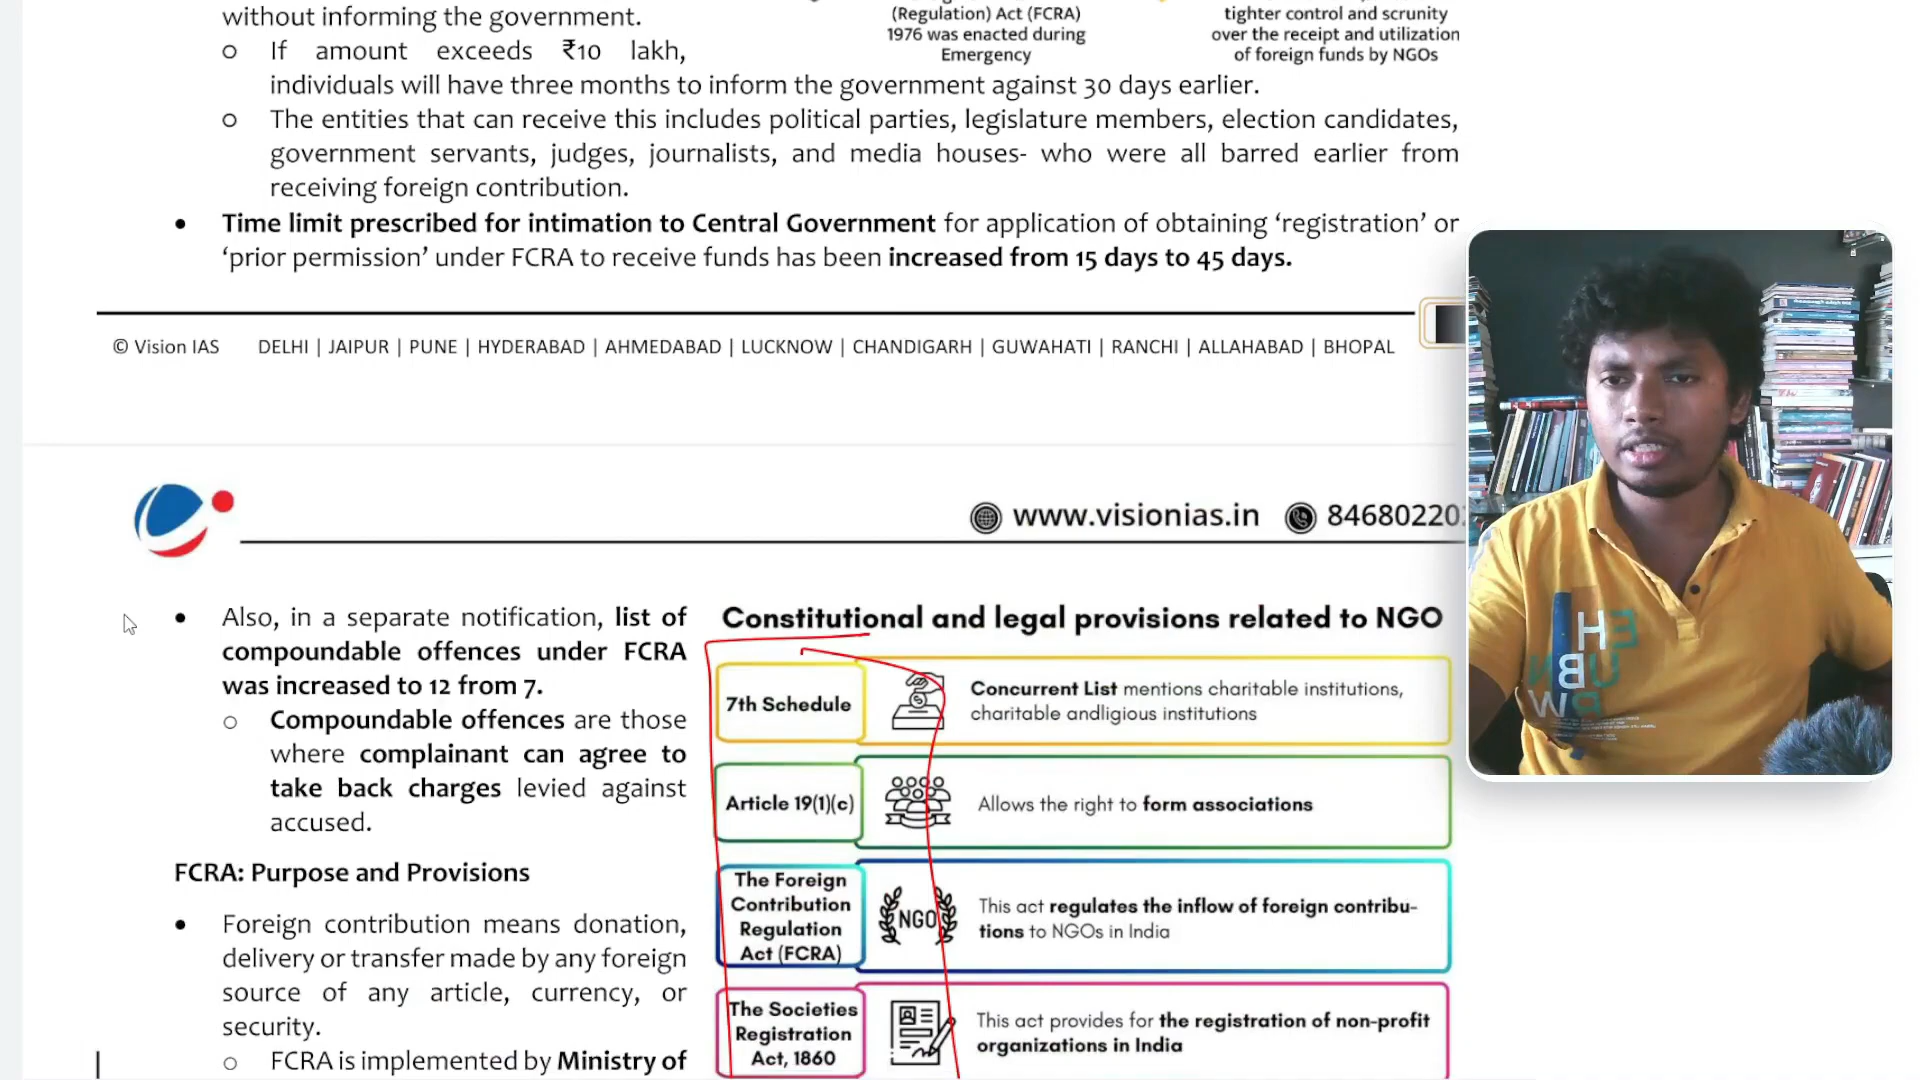 without informing the government.
o If amount exceeds ₹10 lakh,
individuals will have three months to inform the government against 30 days earlier.
o The entities that can receive this includes political parties, legislature members, election candidates,
government servants, judges, journalists, and media houses- who were all barred earlier from
receiving foreign contribution.
• Time limit prescribed for intimation to Central Government for application of obtaining ‘registration’ or
‘prior permission’ under FCRA to receive funds has been increased from 15 days to 45 days.
(Regulation) Act (FCRA)
1976 was enacted during
Emergency
tighter control and scrunity
over the receipt and utilization
of foreign funds by NGOs
© Vision IAS DELHI | JAIPUR | PUNE | HYDERABAD | AHMEDABAD | LUCKNOW | CHANDIGARH | GUWAHATI | RANCHI | ALLAHABAD | BHOPAL
www.visionias.in 84680220
• Also, in a separate notification, list of
compoundable offences under FCRA
was increased to 12 from 7.
o Compoundable offences are those
where complainant can agree to
take back charges levied against
accused.
FCRA: Purpose and Provisions
• Foreign contribution means donation,
delivery or transfer made by any foreign
source of any article, currency, or
security.
o FCRA is implemented by Ministry of
Constitutional and legal provisions related to NGO
7th Schedule
Concurrent List mentions charitable institutions,
charitable andligious institutions
Article 19(1)(c)
Allows the right to form associations
The Foreign
Contribution
Regulation
Act (FCRA)
NGO
This act regulates the inflow of foreign contribu-
tions to NGOs in India
The Societies
Registration
Act, 1860
This act provides for the registration of non-profit
organizations in India